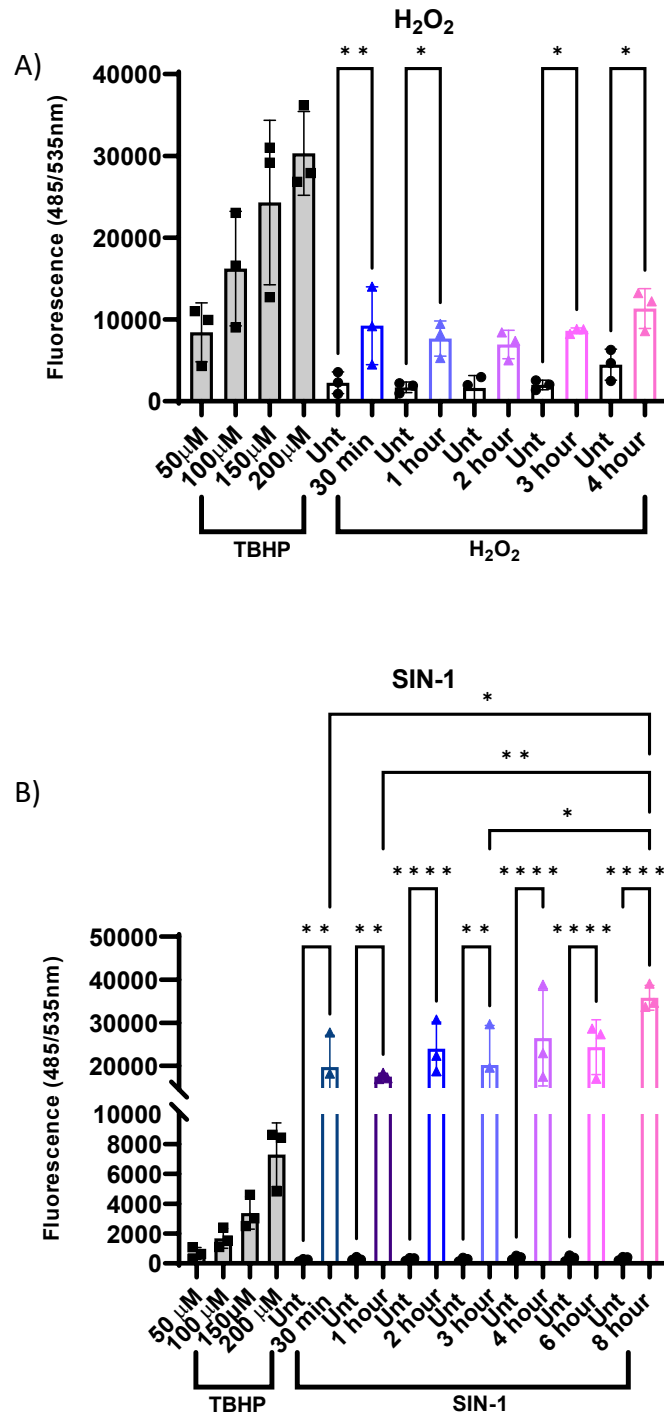 H₂O₂
A)
Fluorescence (485/535nm)
40000
30000
20000
10000
0
** * * *
50μM 100μM 150μM 200μM Unt 30 min Unt 1 hour Unt 2 hour Unt 3 hour Unt 4 hour
TBHP H₂O₂
SIN-1
B)
Fluorescence (485/535nm)
*
**
*
**** **** ****
** ** ** ****
50000
40000
30000
20000
10000
8000
6000
4000
2000
0
50 μM 100 μM 150μM 200 μM Unt 30 min Unt 1 hour Unt 2 hour Unt 3 hour Unt 4 hour Unt 6 hour Unt 8 hour
TBHP SIN-1